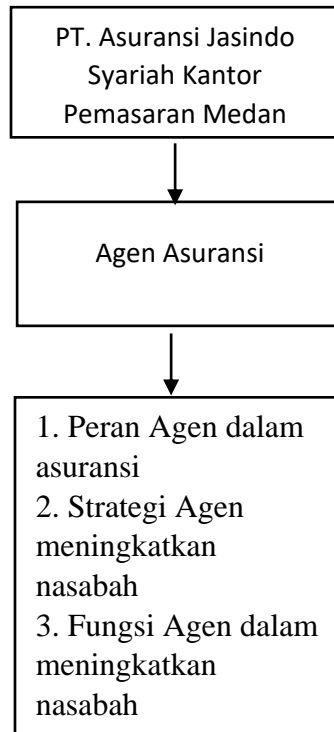 PT. Asuransi Jasindo
Syariah Kantor
Pemasaran Medan
Agen Asuransi
1. Peran Agen dalam
asuransi
2. Strategi Agen
meningkatkan
nasabah
3. Fungsi Agen dalam
meningkatkan
nasabah